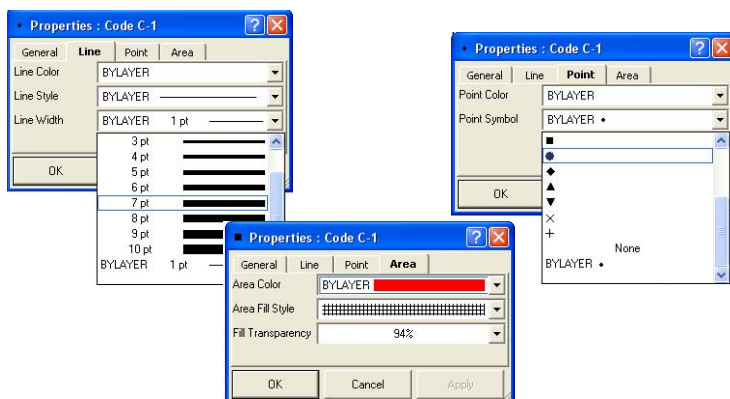 Properties : Code C-1
General Line Point Area
Line Color BYLAYER
Line Style BYLAYER
Line Width BYLAYER 1 pt
3 pt
4 pt
5 pt
6 pt
7 pt
8 pt
9 pt
10 pt
BYLAYER 1 pt
OK
Properties : Code C-1
General Line Point Area
Point Color BYLAYER
Point Symbol BYLAYER
None
BYLAYER
OK
Properties : Code C-1
General Line Point Area
Area Color BYLAYER
Area Fill Style
Fill Transparency 94%
OK Cancel Apply